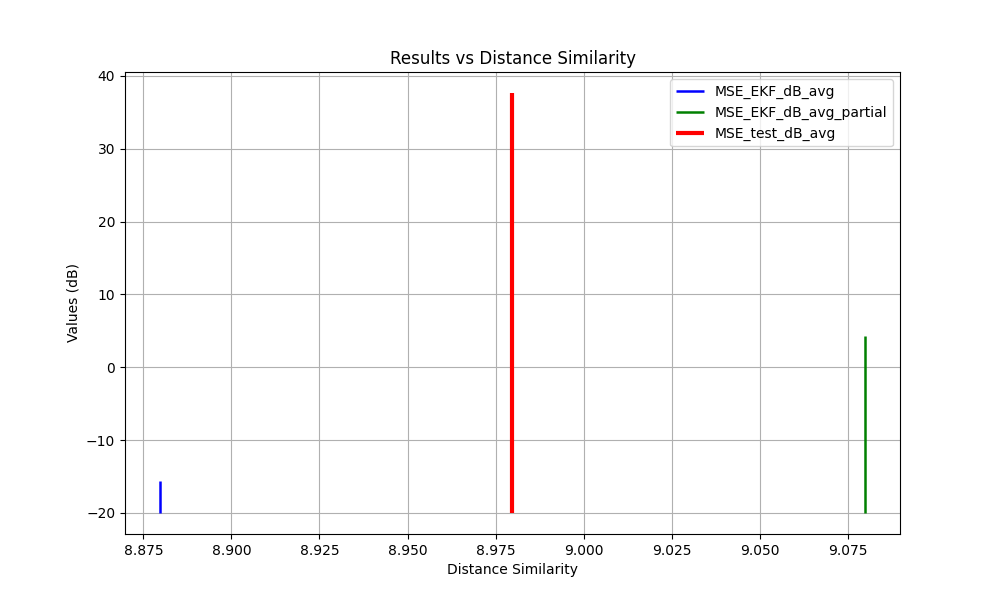 Results vs Distance Similarity
MSE_EKF_dB_avg
MSE_EKF_dB_avg_partial
MSE_test_dB_avg
Values (dB)
40
30
20
10
0
−10
−20
8.875 8.900 8.925 8.950 8.975 9.000 9.025 9.050 9.075
Distance Similarity